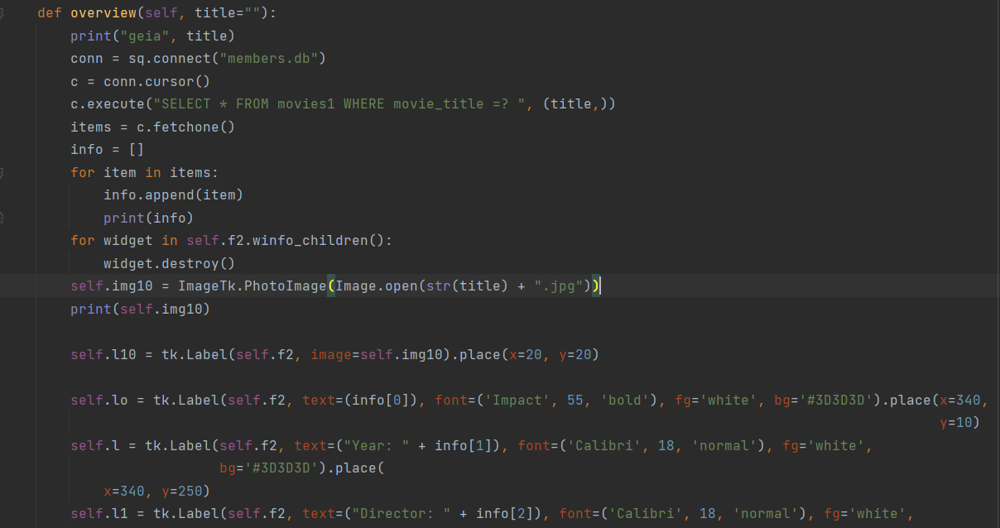 def overview(self, title=""):
    print("geia", title)
    conn = sq.connect("members.db")
    c = conn.cursor()
    c.execute("SELECT * FROM movies1 WHERE movie_title =? ", (title,))
    items = c.fetchone()
    info = []
    for item in items:
        info.append(item)
        print(info)
    for widget in self.f2.winfo_children():
        widget.destroy()
    self.img10 = ImageTk.PhotoImage(Image.open(str(title) + ".jpg"))
    print(self.img10)
    self.l10 = tk.Label(self.f2, image=self.img10).place(x=20, y=20)
    self.lo = tk.Label(self.f2, text=(info[0]), font=('Impact', 55, 'bold'), fg='white', bg='#3D3D3D').place(x=340,
                                                                                                             y=10)
    self.l = tk.Label(self.f2, text=("Year: " + info[1]), font=('Calibri', 18, 'normal'), fg='white',
                      bg='#3D3D3D').place(
        x=340, y=250)
    self.l1 = tk.Label(self.f2, text=("Director: " + info[2]), font=('Calibri', 18, 'normal'), fg='white',